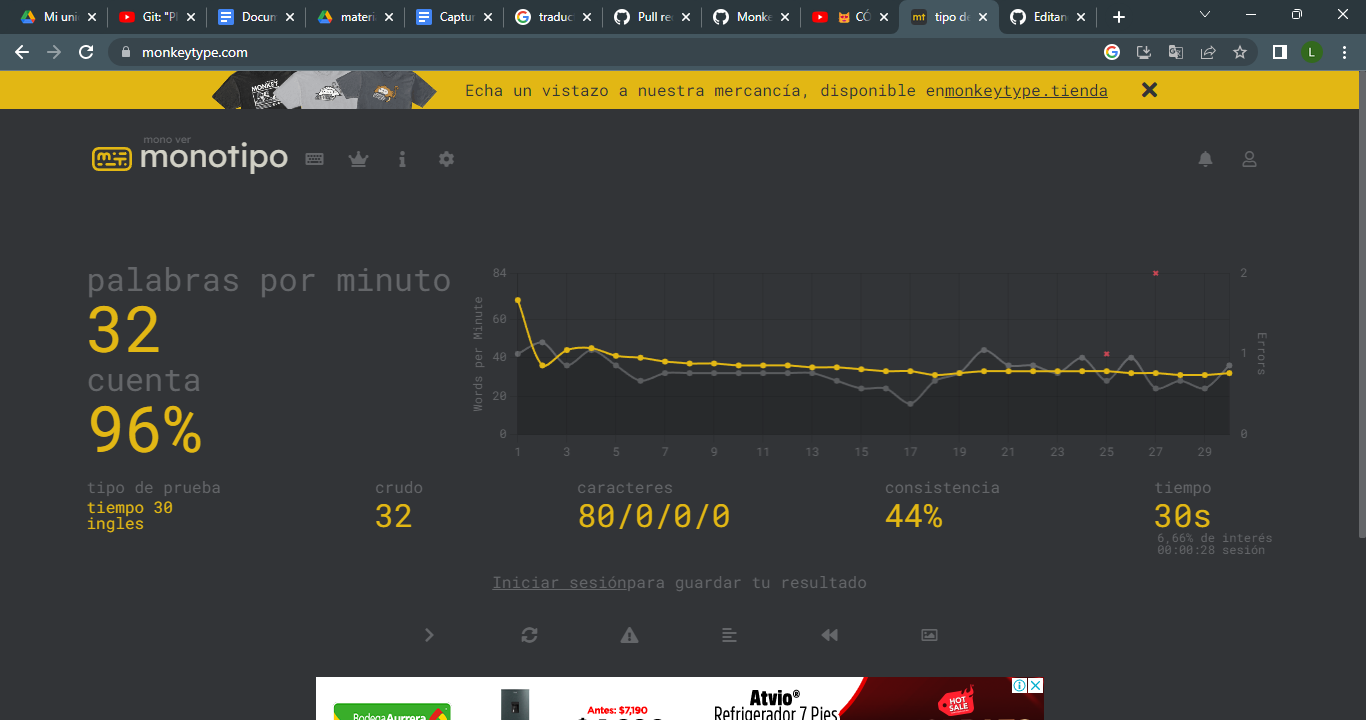 Mi uni
Git: "Pl
Docum
materi
Captur
traduc
Pull re
Monke
CÓ
tipo de
Editan
monkeytype.com
L
MONKEY
Echa un vistazo a nuestra mercancía, disponible enmonkeytype.tienda
mono ver
monotipo
palabras por minuto
32
cuenta
96%
Words per Minute
84
60
40
20
0
1 3 5 7 9 11 13 15 17 19 21 23 25 27 29
2
1
0
Errors
tipo de prueba
tiempo 30
ingles
crudo
32
caracteres
80/0/0/0
consistencia
44%
tiempo
30s
6,66% de interés
00:00:28 sesión
Iniciar sesiónpara guardar tu resultado
BodegaAurrera
Antes: $7,190
Atvio®
Refrigerador 7 Pies
HOT SALE